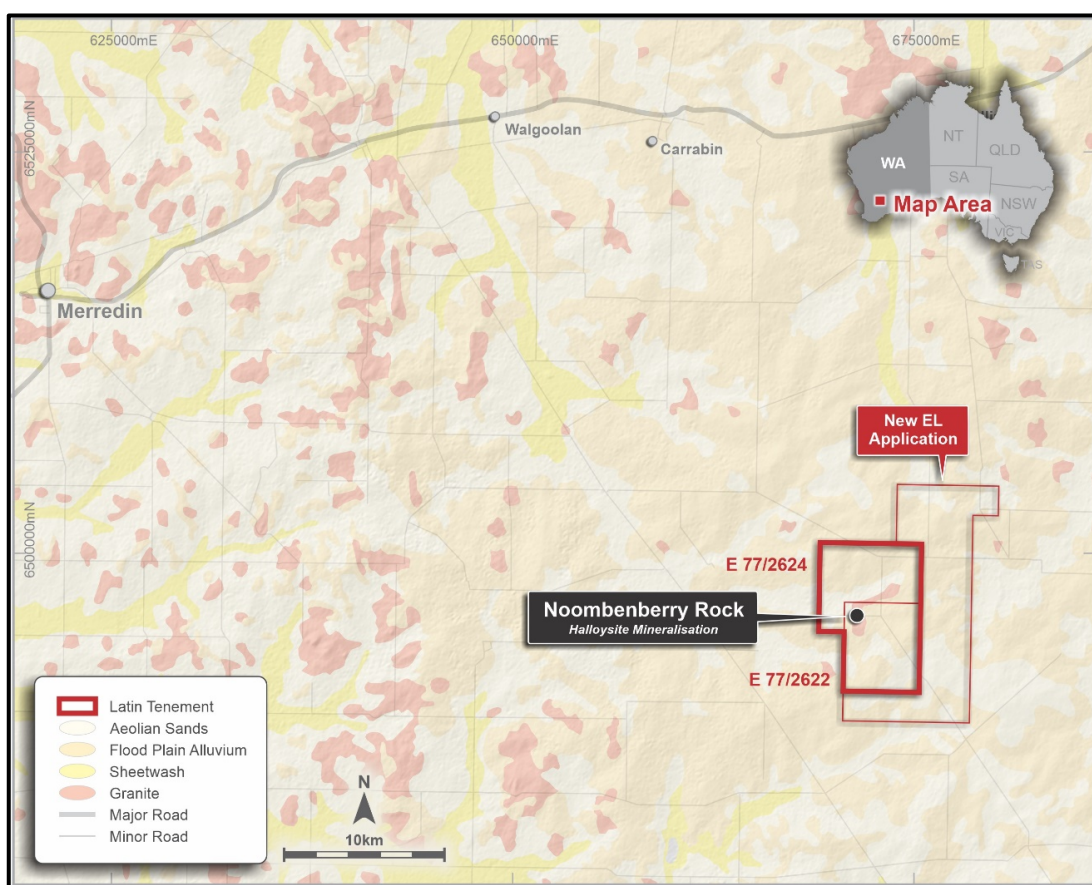 625000mE
650000mE
675000mE
6525000mN
6500000mN
Walgoolan
Carrabin
Merredin
WA
NT
QLD
SA
NSW
VIC
TAS
Map Area
New EL
Application
E 77/2624
Noombenberry Rock
Halloysite Mineralisation
E 77/2622
Latin Tenement
Aeolian Sands
Flood Plain Alluvium
Sheetwash
Granite
Major Road
Minor Road
N
10km